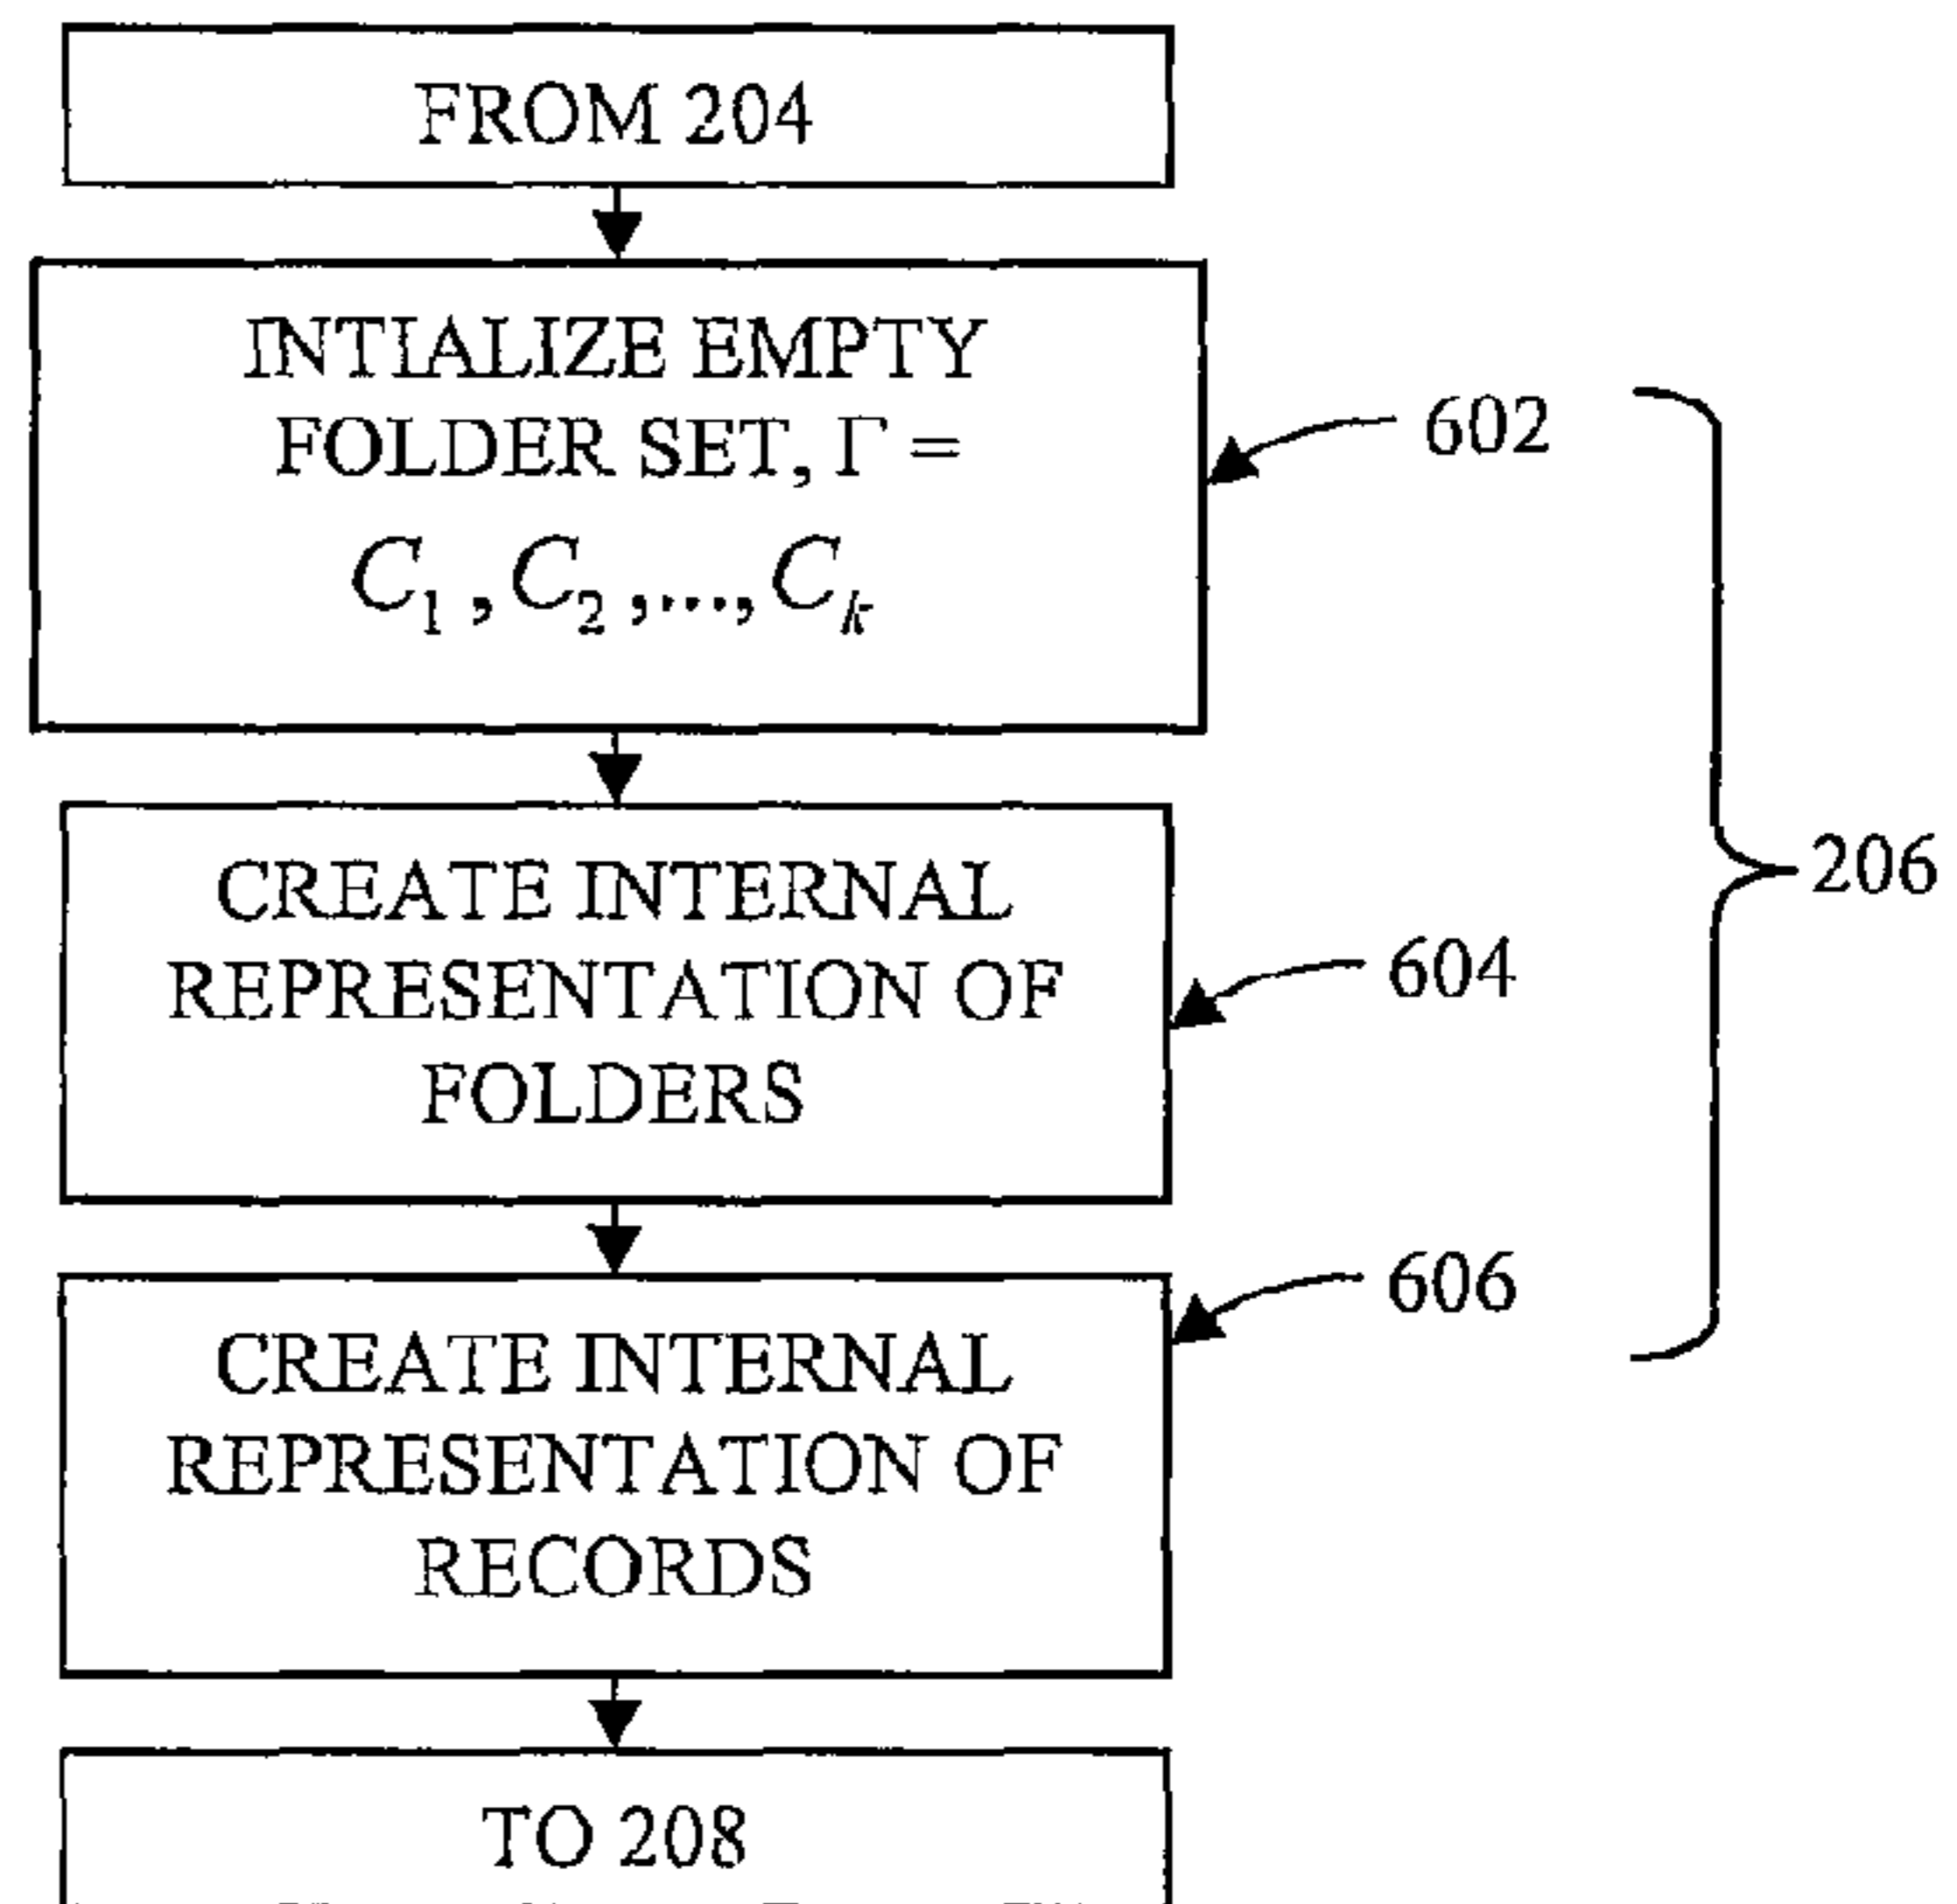 FROM 204
INTIALIZE EMPTY
FOLDER SET, Γ =
C₁, C₂,..., Cₖ
602
206
CREATE INTERNAL
REPRESENTATION OF
FOLDERS
604
CREATE INTERNAL
REPRESENTATION OF
RECORDS
606
TO 208